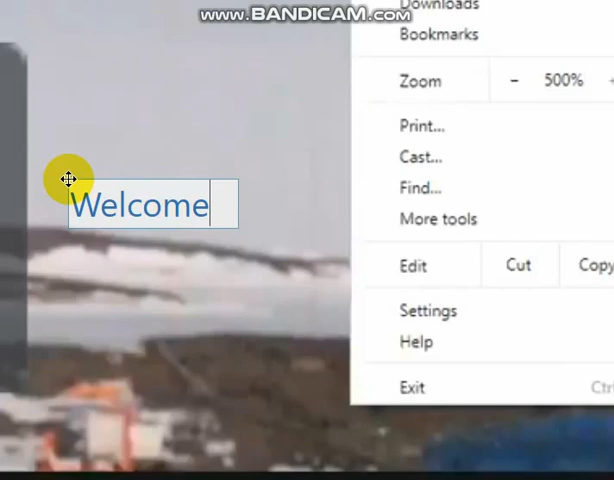 www.BANDICAM.com
Downloads
Bookmarks
Zoom - 500%
Print...
Cast...
Find...
More tools
Welcome
Edit Cut Copy
Settings
Help
Exit Ctr